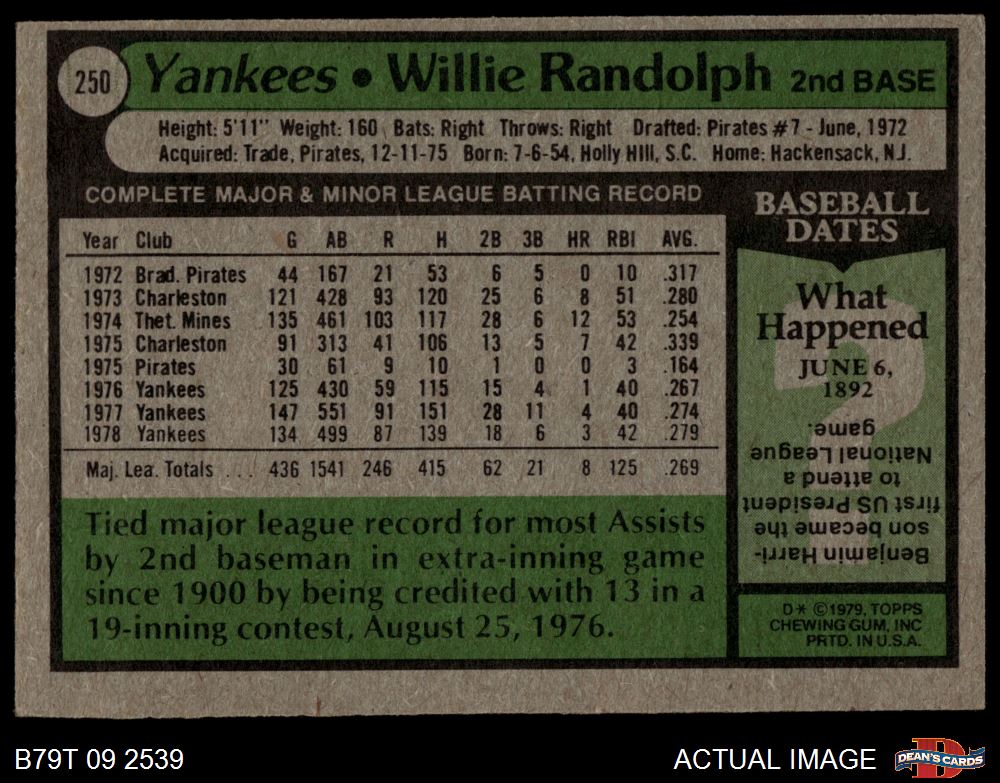 250
Yankees • Willie Randolph 2nd BASE
Height: 5'11" Weight: 160 Bats: Right Throws: Right Drafted: Pirates #7 - June, 1972
Acquired: Trade, Pirates, 12-11-75 Born: 7-6-54, Holly Hill, S.C. Home: Hackensack, N.J.
COMPLETE MAJOR & MINOR LEAGUE BATTING RECORD
Year Club G AB R H 2B 3B HR RBI AVG.
1972 Brad. Pirates 44 167 21 53 6 5 0 10 .317
1973 Charleston 121 428 93 120 25 6 8 51 .280
1974 Thet. Mines 135 461 103 117 28 6 12 53 .254
1975 Charleston 91 313 41 106 13 5 7 42 .339
1975 Pirates 30 61 9 10 1 0 0 3 .164
1976 Yankees 125 430 59 115 15 4 1 40 .267
1977 Yankees 147 551 91 151 28 11 4 40 .274
1978 Yankees 134 499 87 139 18 6 3 42 .279
Maj. Lea. Totals ... 436 1541 246 415 62 21 8 125 .269
Tied major league record for most Assists
by 2nd baseman in extra-inning game
since 1900 by being credited with 13 in a
19-inning contest, August 25, 1976.
BASEBALL
DATES
What
Happened
JUNE 6,
1892
Benjamin Harri-
son became the
first US President
to attend a
National League
game.
D* ©1979, TOPPS
CHEWING GUM, INC
PRTD. IN U.S.A.
B79T 09 2539
ACTUAL IMAGE
DEAN'S CARDS